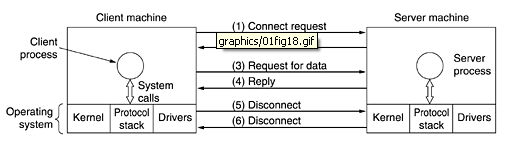 Client machine
Server machine
(1) Connect request
graphics/01fig18.gif
Client
process
(3) Request for data
Server
process
(4) Reply
System
calls
Operating
system
(5) Disconnect
(6) Disconnect
Kernel
Protocol
stack
Drivers
Kernel
Protocol
stack
Drivers